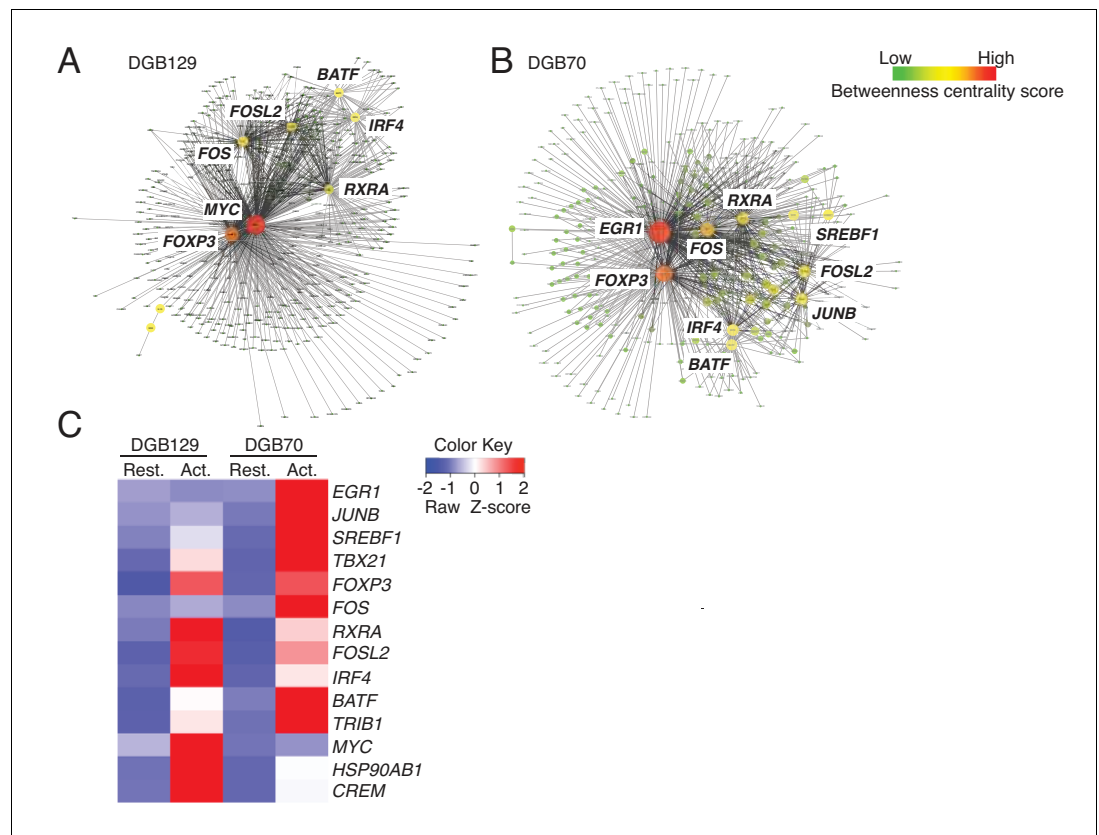 A
DGB129
BATF
FOSL2
IRF4
FOS
RXRA
MYC
FOXP3
B
DGB70
Low
High
Betweenness centrality score
RXRA
EGR1
SREBF1
FOS
FOSL2
FOXP3
JUNB
IRF4
BATF
C
DGB129 DGB70
Rest. Act. Rest. Act.
Color Key
-2 -1 0 1 2
Raw Z-score
EGR1
JUNB
SREBF1
TBX21
FOXP3
FOS
RXRA
FOSL2
IRF4
BATF
TRIB1
MYC
HSP90AB1
CREM